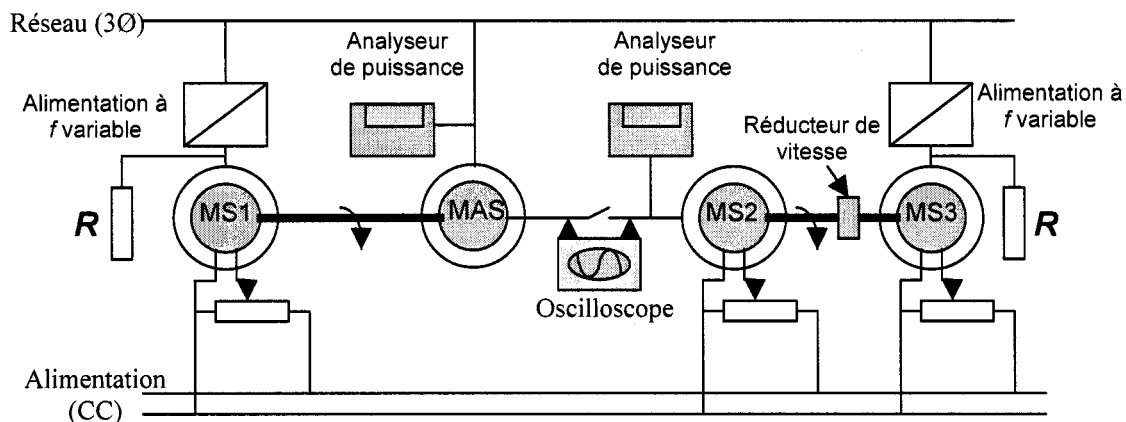 Réseau (3Ø)
Analyseur
de puissance
Analyseur
de puissance
Alimentation à
f variable
Alimentation à
f variable
Réducteur de
vitesse
R
MS1
MAS
MS2
MS3
R
Oscilloscope
Alimentation
(CC)